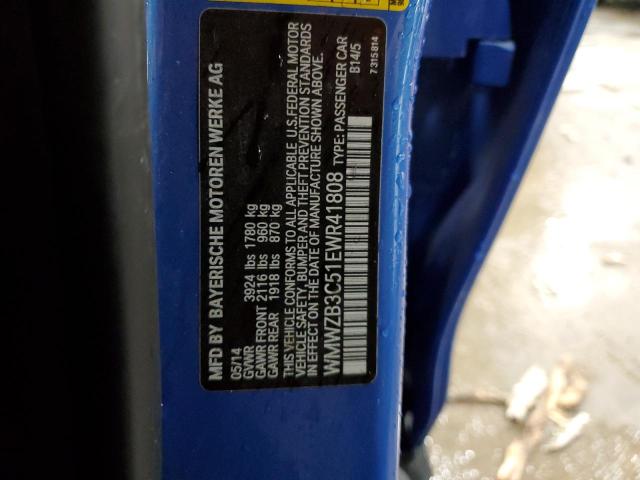 MFD BY BAYERISCHE MOTOREN WERKE AG
05/14
GVWR 3924 lbs 1780 kg
GAWR FRONT 2116 lbs 960 kg
GAWR REAR 1918 lbs 870 kg
THIS VEHICLE CONFORMS TO ALL APPLICABLE U.S. FEDERAL MOTOR
VEHICLE SAFETY, BUMPER AND THEFT PREVENTION STANDARDS
IN EFFECT ON THE DATE OF MANUFACTURE SHOWN ABOVE.
WMWZB3C51EWR41808 TYPE: PASSENGER CAR
B14/5
7 315 814